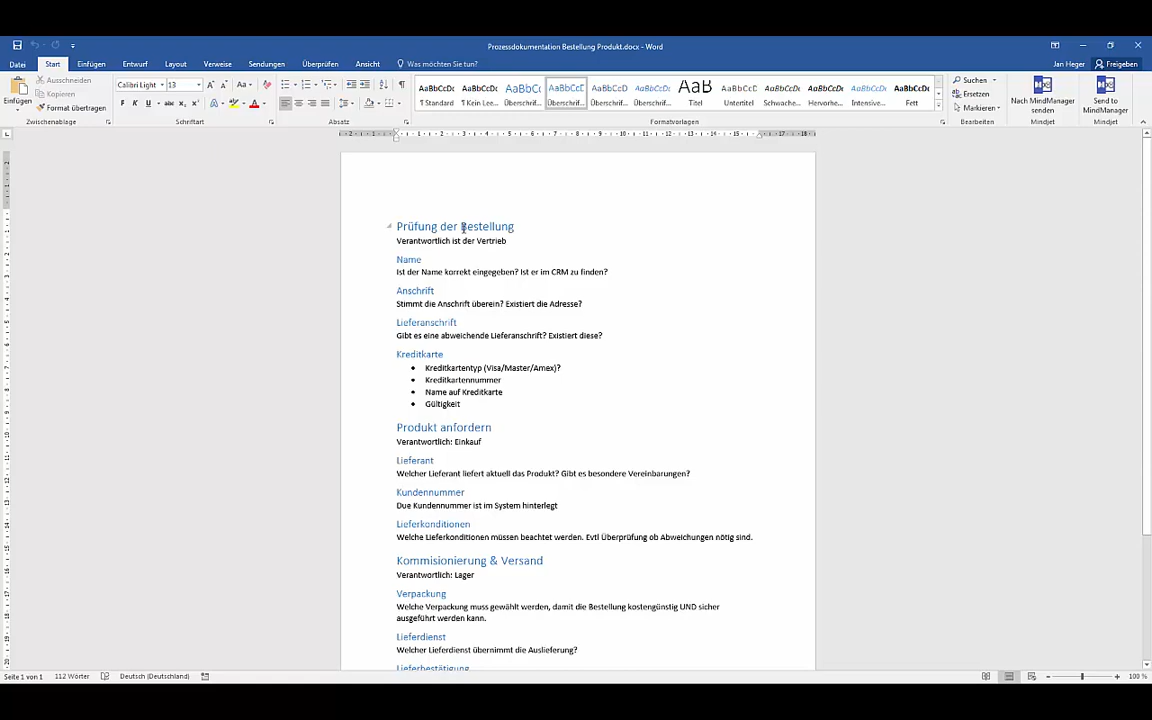 Prozessdokumentation Bestellung Produkt.docx - Word
Datei Start Einfügen Entwurf Layout Verweise Sendungen Überprüfen Ansicht Was möchten Sie tun? Jan Heger Freigeben
Einfügen
Ausschneiden
Kopieren
Format übertragen
Zwischenablage
Calibri Light 13
F K U abc x₂ x²
Schriftart
Absatz
AaBbCcDc AaBbCcDc AaBbCc AaBbCcC AaBbCcD AaBbCcDc AaB AaBbCcC AaBbCcDc AaBbCcDc AaBbCcDc AaBbCcDc
¶ Standard ¶ Kein Lee... Überschrif... Überschrif... Überschrif... Überschrif... Titel Untertitel Schwache... Hervorhe... Intensive... Fett
Formatvorlagen
Suchen
Ersetzen
Markieren
Bearbeiten
Nach MindManager senden
Mindjet
Send to MindManager
Mindjet
Prüfung der Bestellung
Verantwortlich ist der Vertrieb
Name
Ist der Name korrekt eingegeben? Ist er im CRM zu finden?
Anschrift
Stimmt die Anschrift überein? Existiert die Adresse?
Lieferanschrift
Gibt es eine abweichende Lieferanschrift? Existiert diese?
Kreditkarte
• Kreditkartentyp (Visa/Master/Amex)?
• Kreditkartennummer
• Name auf Kreditkarte
• Gültigkeit
Produkt anfordern
Verantwortlich: Einkauf
Lieferant
Welcher Lieferant liefert aktuell das Produkt? Gibt es besondere Vereinbarungen?
Kundennummer
Due Kundennummer ist im System hinterlegt
Lieferkonditionen
Welche Lieferkonditionen müssen beachtet werden. Evtl Überprüfung ob Abweichungen nötig sind.
Kommisionierung & Versand
Verantwortlich: Lager
Verpackung
Welche Verpackung muss gewählt werden, damit die Bestellung kostengünstig UND sicher
ausgeführt werden kann.
Lieferdienst
Welcher Lieferdienst übernimmt die Auslieferung?
Lieferbestätigung
Seite 1 von 1 112 Wörter Deutsch (Deutschland) 100 %